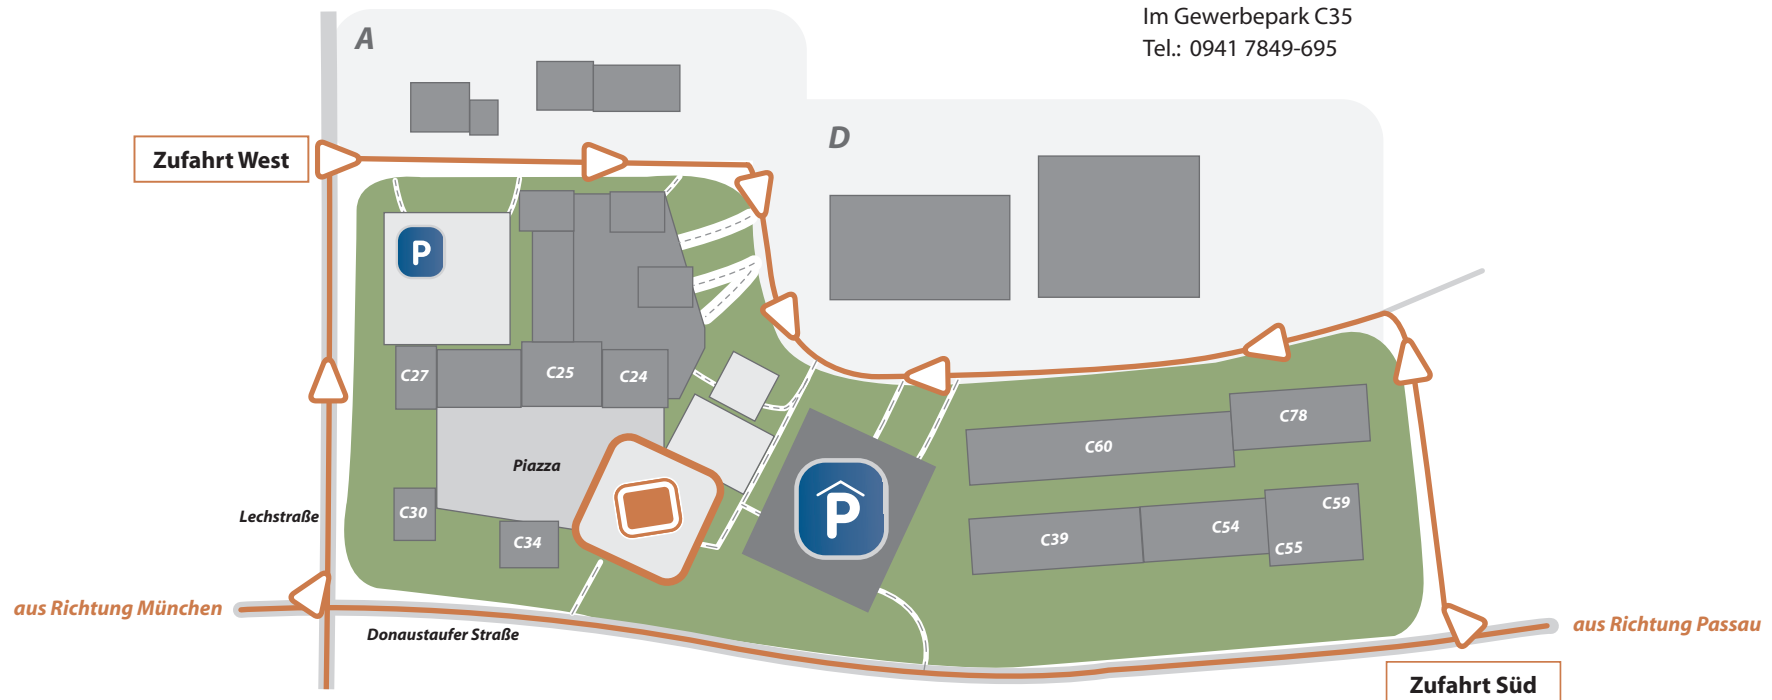 Im Gewerbepark C35
Tel.: 0941 7849-695
A
D
Zufahrt West
P
C27
C25
C24
C78
C60
Piazza
C30
C34
P
C59
C54
C39
C55
Lechstraße
aus Richtung München
Donaustaufer Straße
aus Richtung Passau
Zufahrt Süd